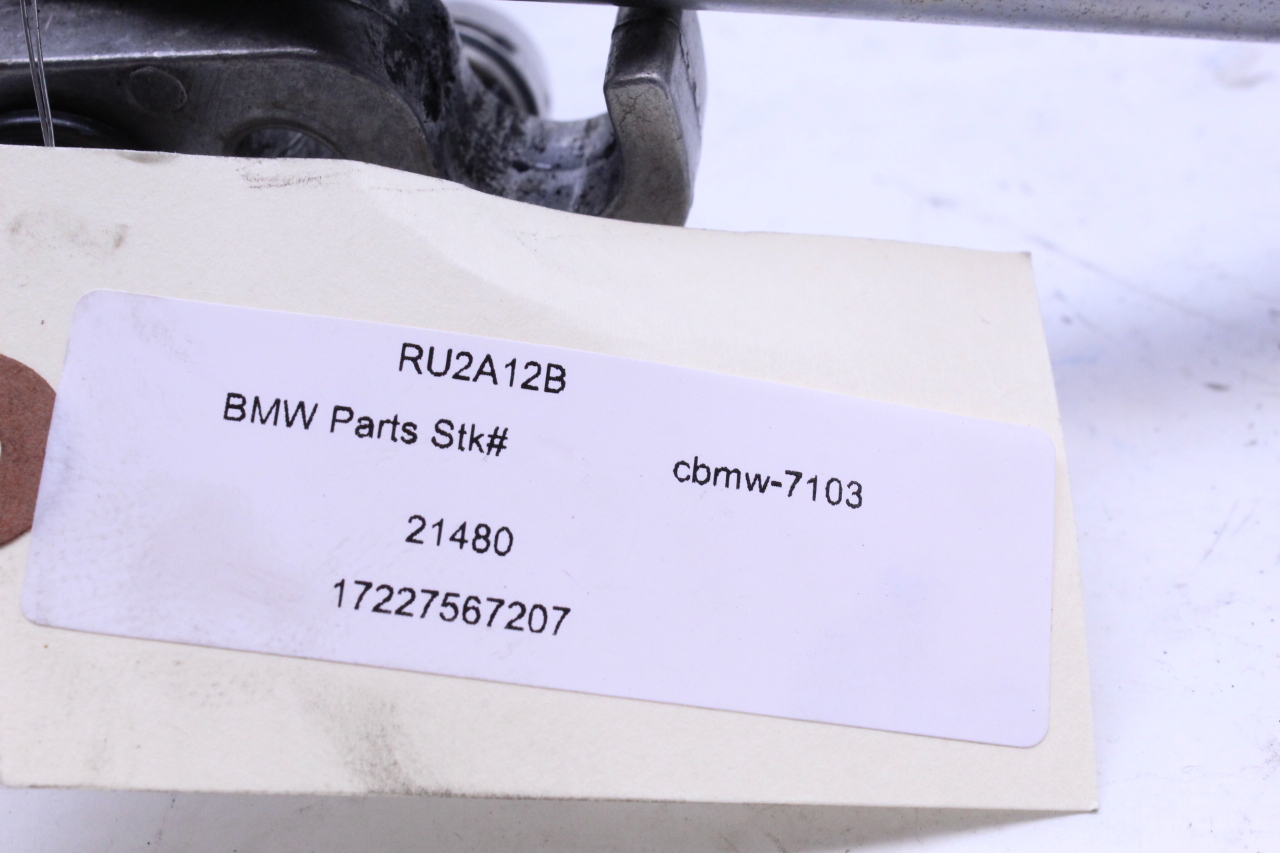 RU2A12B
BMW Parts Stk#
cbmw-7103
21480
17227567207